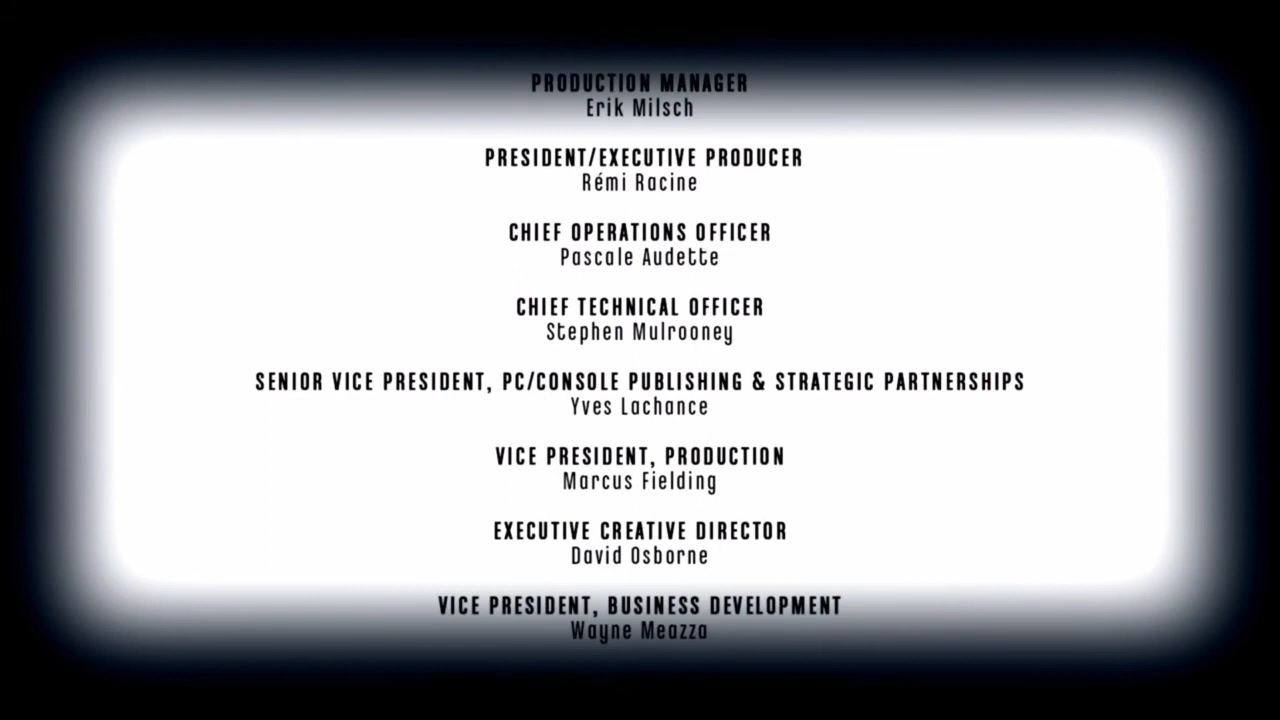 PRODUCTION MANAGER
Erik Milsch
PRESIDENT/EXECUTIVE PRODUCER
Rémi Racine
CHIEF OPERATIONS OFFICER
Pascale Audette
CHIEF TECHNICAL OFFICER
Stephen Mulrooney
SENIOR VICE PRESIDENT, PC/CONSOLE PUBLISHING & STRATEGIC PARTNERSHIPS
Yves Lachance
VICE PRESIDENT, PRODUCTION
Marcus Fielding
EXECUTIVE CREATIVE DIRECTOR
David Osborne
VICE PRESIDENT, BUSINESS DEVELOPMENT
Wayne Meazza